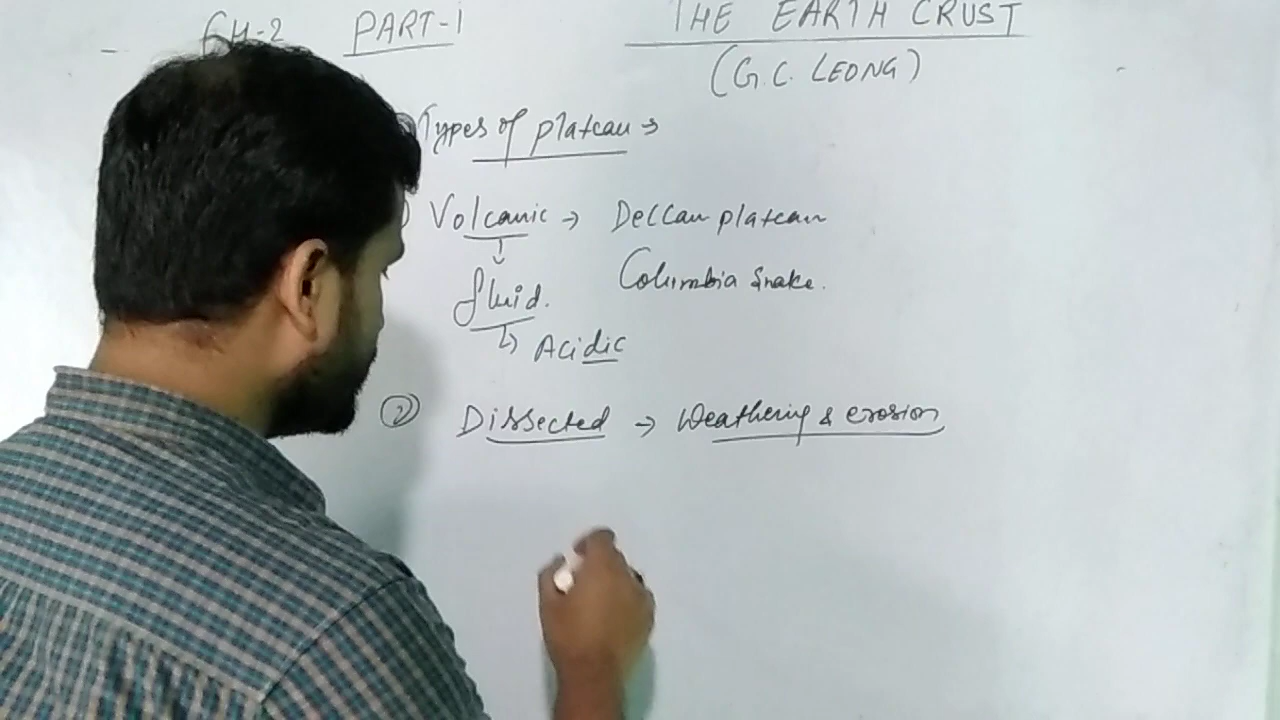 CH-2 PART-1 THE EARTH CRUST
(G.C. LEONG)
Types of plateau →
) Volcanic → Deccan plateau
↓
fluid. Columbia Snake.
↳ Acidic
② Dissected → Weathering & erosion